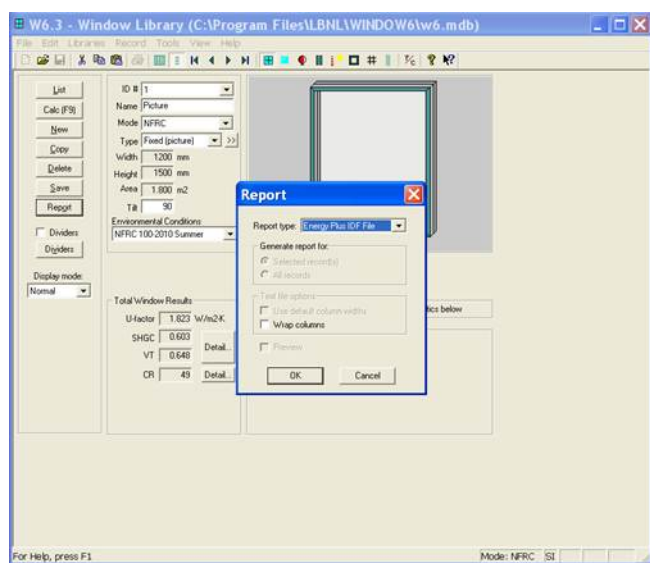 W6.3 - Window Library (C:\Program Files\LBNL\WINDOW6\w6.mdb)
File Edit Libraries Record Tools View Help
List
Calc (F9)
New
Copy
Delete
Save
Report
Dividers
Dividers
Display mode:
Normal
ID # 1
Name Picture
Mode NFRC
Type Fixed (picture) >>
Width 1200 mm
Height 1500 mm
Area 1.800 m2
Tilt 90
Environmental Conditions
NFRC 100-2010 Summer
Total Window Results
U-factor 1.823 W/m2-K
SHGC 0.603
VT 0.648
Detail...
CR 49 Detail...
tics below
Report
Report type: Energy Plus IDF File
Generate report for:
Selected record(s)
All records
Text file options
Use default column widths
Wrap columns
Preview
OK Cancel
For Help, press F1
Mode: NFRC SI